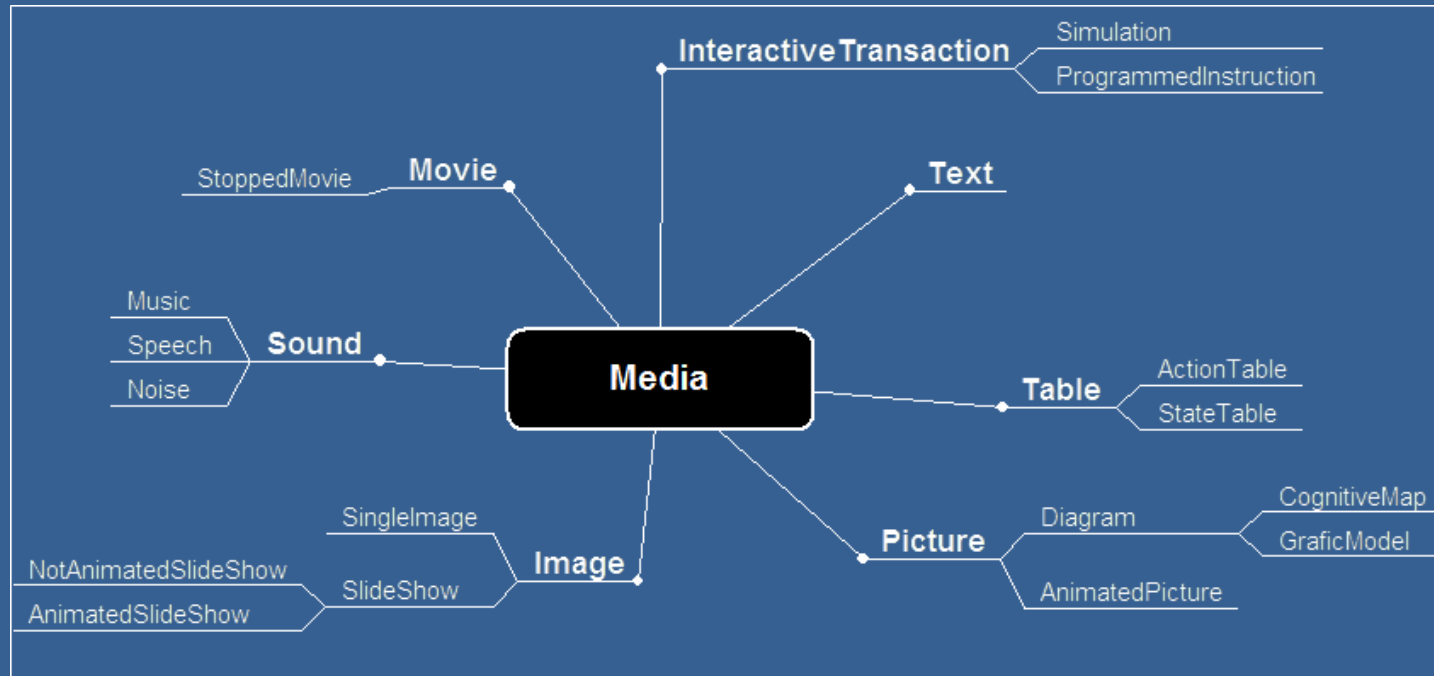 Simulation
InteractiveTransaction
ProgrammedInstruction
Movie
StoppedMovie
Text
Music
Sound
Speech
Noise
Media
ActionTable
Table
StateTable
SingleImage
Image
NotAnimatedSlideShow
SlideShow
AnimatedSlideShow
CognitiveMap
Diagram
Picture
GraficModel
AnimatedPicture